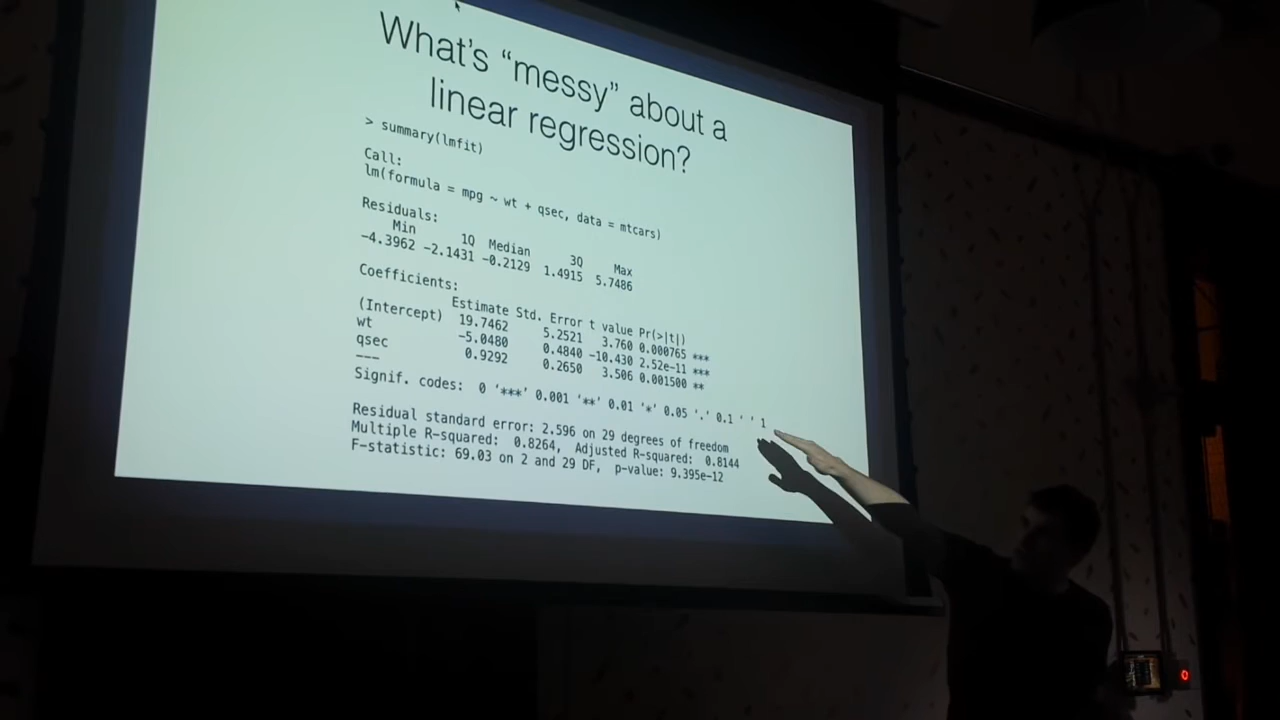 What's “messy” about a
linear regression?
> summary(lmfit)
Call:
lm(formula = mpg ~ wt + qsec, data = mtcars)
Residuals:
Min 1Q Median 3Q Max
-4.3962 -2.1431 -0.2129 1.4915 5.7486
Coefficients:
Estimate Std. Error t value Pr(>|t|)
(Intercept) 19.7462 5.2521 3.760 0.000765 ***
wt -5.0480 0.4840 -10.430 2.52e-11 ***
qsec 0.9292 0.2650 3.506 0.001500 **
---
Signif. codes: 0 ‘***’ 0.001 ‘**’ 0.01 ‘*’ 0.05 ‘.’ 0.1 ‘ ’ 1
Residual standard error: 2.596 on 29 degrees of freedom
Multiple R-squared: 0.8264, Adjusted R-squared: 0.8144
F-statistic: 69.03 on 2 and 29 DF, p-value: 9.395e-12